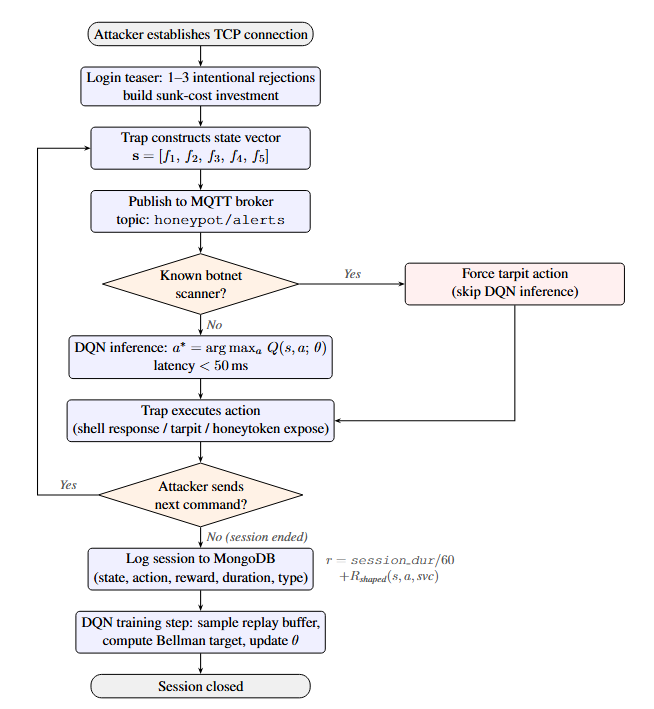 Attacker establishes TCP connection
Login teaser: 1–3 intentional rejections
build sunk-cost investment
Trap constructs state vector
s = [f₁, f₂, f₃, f₄, f₅]
Publish to MQTT broker
topic: honeypot/alerts
Known botnet
scanner?
Yes
Force tarpit action
(skip DQN inference)
No
DQN inference: a* = arg maxₐ Q(s, a; θ)
latency < 50 ms
Trap executes action
(shell response / tarpit / honeytoken expose)
Attacker sends
next command?
Yes
No (session ended)
Log session to MongoDB
(state, action, reward, duration, type)
r = session_dur/60
+R_shaped(s, a, svc)
DQN training step: sample replay buffer,
compute Bellman target, update θ
Session closed